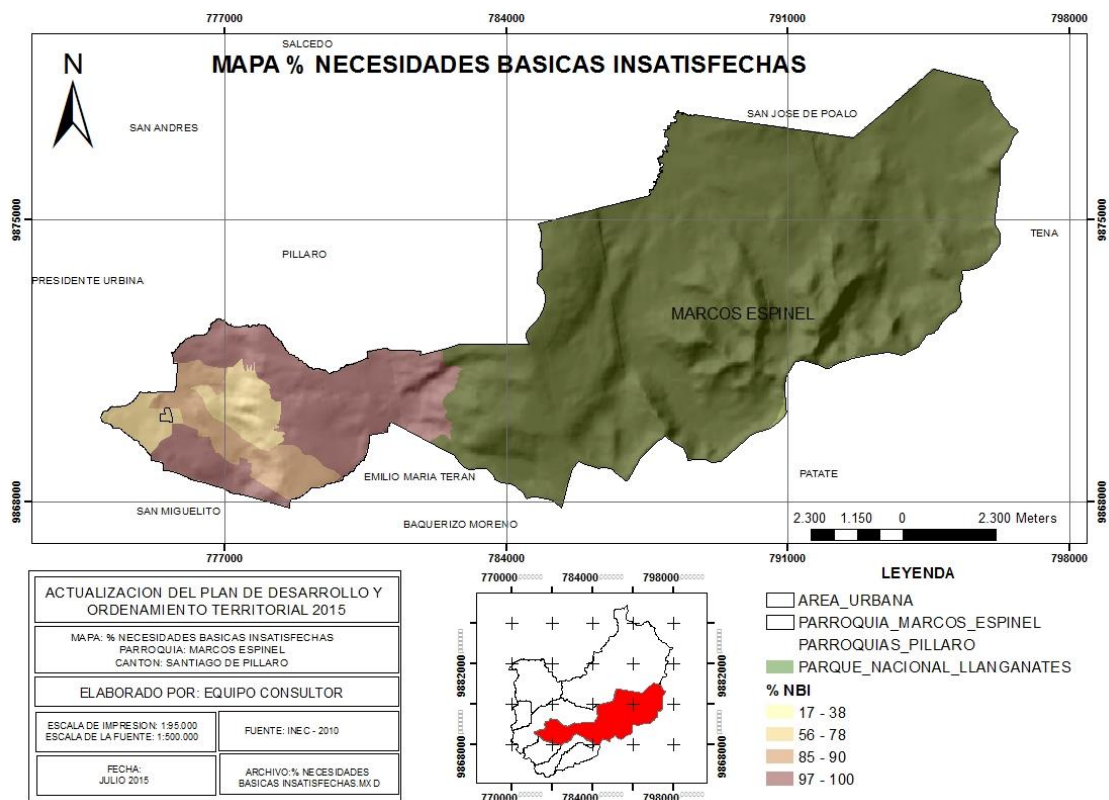 777000 784000 791000 798000
SALCEDO
N
MAPA % NECESIDADES BASICAS INSATISFECHAS
SAN JOSE DE POALO
SAN ANDRES
9875000 9875000
TENA
PILLARO
PRESIDENTE URBINA
MARCOS ESPINEL
EMILIO MARIA TERAN
PATATE
9868000 9868000
SAN MIGUELITO
BAQUERIZO MORENO
2.300 1.150 0 2.300 Meters
777000 784000 791000 798000
ACTUALIZACION DEL PLAN DE DESARROLLO Y
ORDENAMIENTO TERRITORIAL 2015
MAPA: % NECESIDADES BASICAS INSATISFECHAS
PARROQUIA: MARCOS ESPINEL
CANTON: SANTIAGO DE PILLARO
ELABORADO POR: EQUIPO CONSULTOR
ESCALA DE IMPRESION: 1:95.000
ESCALA DE LA FUENTE: 1:500.000
FUENTE: INEC - 2010
FECHA:
JULIO 2015
ARCHIVO:% NECESIDADES
BASICAS INSATISFECHAS.MXD
770000 784000 798000
9882000 9882000
9868000 9868000
770000 784000 798000
LEYENDA
AREA_URBANA
PARROQUIA_MARCOS_ESPINEL
PARROQUIAS_PILLARO
PARQUE_NACIONAL_LLANGANATES
% NBI
17 - 38
56 - 78
85 - 90
97 - 100